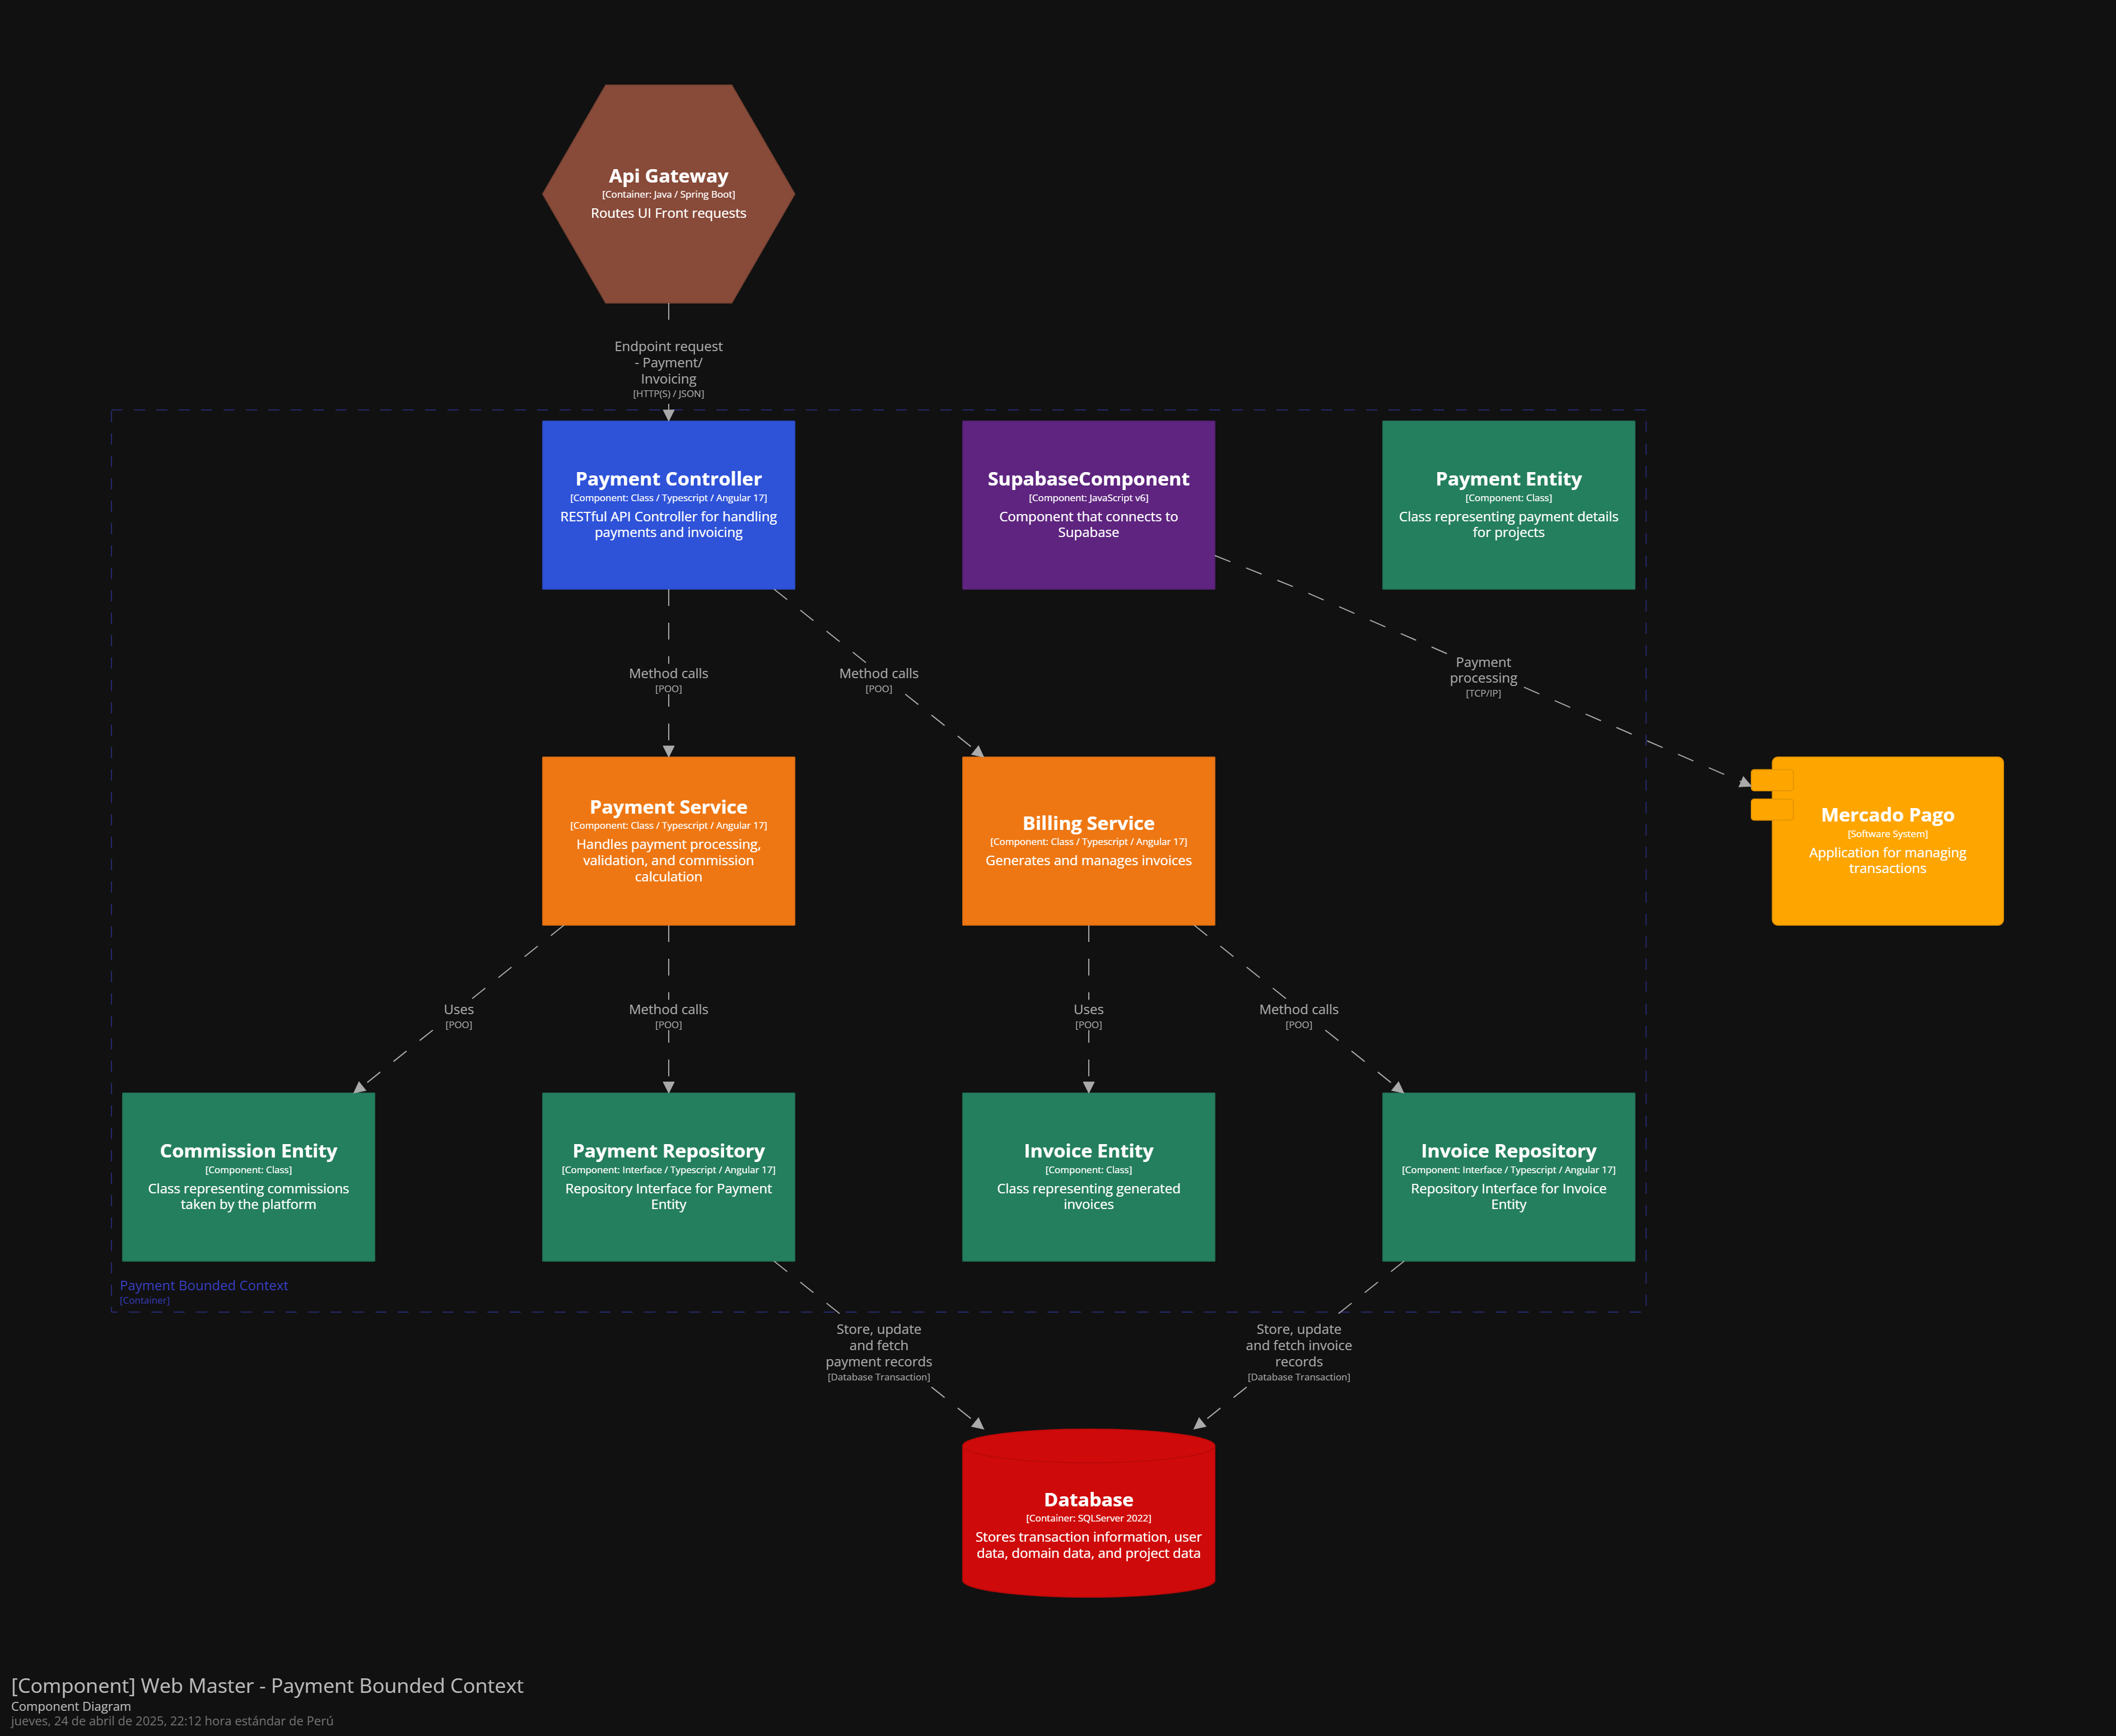 Api Gateway
[Container: Java / Spring Boot]
Routes UI Front requests
Endpoint request
- Payment/
Invoicing
[HTTP(S) / JSON]
Payment Controller
[Component: Class / Typescript / Angular 17]
RESTful API Controller for handling
payments and invoicing
SupabaseComponent
[Component: JavaScript v6]
Component that connects to
Supabase
Payment Entity
[Component: Class]
Class representing payment details
for projects
Method calls
[POO]
Method calls
[POO]
Payment
processing
[TCP/IP]
Payment Service
[Component: Class / Typescript / Angular 17]
Handles payment processing,
validation, and commission
calculation
Billing Service
[Component: Class / Typescript / Angular 17]
Generates and manages invoices
Mercado Pago
[Software System]
Application for managing
transactions
Uses
[POO]
Method calls
[POO]
Uses
[POO]
Method calls
[POO]
Commission Entity
[Component: Class]
Class representing commissions
taken by the platform
Payment Repository
[Component: Interface / Typescript / Angular 17]
Repository Interface for Payment
Entity
Invoice Entity
[Component: Class]
Class representing generated
invoices
Invoice Repository
[Component: Interface / Typescript / Angular 17]
Repository Interface for Invoice
Entity
Payment Bounded Context
[Container]
Store, update
and fetch
payment records
[Database Transaction]
Store, update
and fetch invoice
records
[Database Transaction]
Database
[Container: SQLServer 2022]
Stores transaction information, user
data, domain data, and project data
[Component] Web Master - Payment Bounded Context
Component Diagram
jueves, 24 de abril de 2025, 22:12 hora estándar de Perú